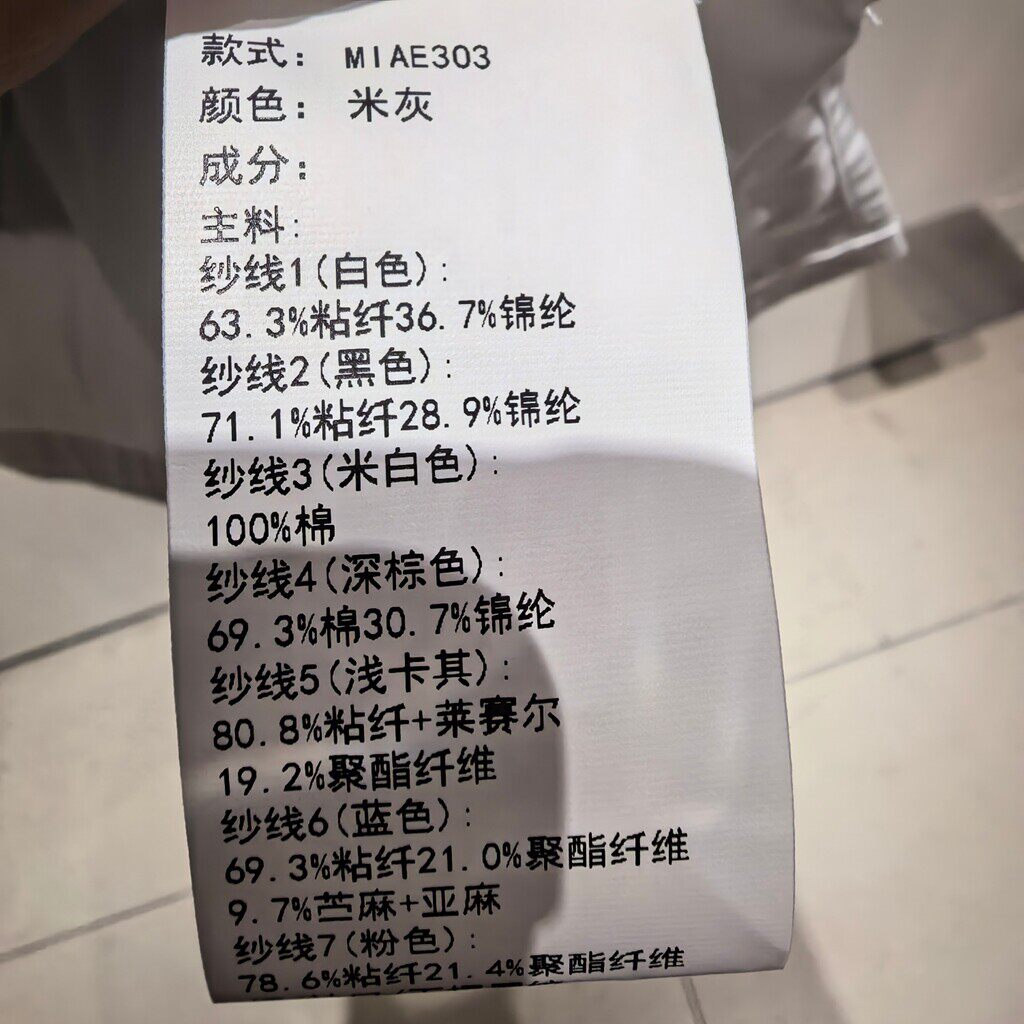 款式: MIAE303
颜色: 米灰
成分:
主料:
纱线1(白色):
63.3%粘纤36.7%锦纶
纱线2(黑色):
71.1%粘纤28.9%锦纶
纱线3(米白色):
100%棉
纱线4(深棕色):
69.3%棉30.7%锦纶
纱线5(浅卡其):
80.8%粘纤+莱赛尔
19.2%聚酯纤维
纱线6(蓝色):
69.3%粘纤21.0%聚酯纤维
9.7%苎麻+亚麻
纱线7(粉色):
78.6%粘纤21.4%聚酯纤维